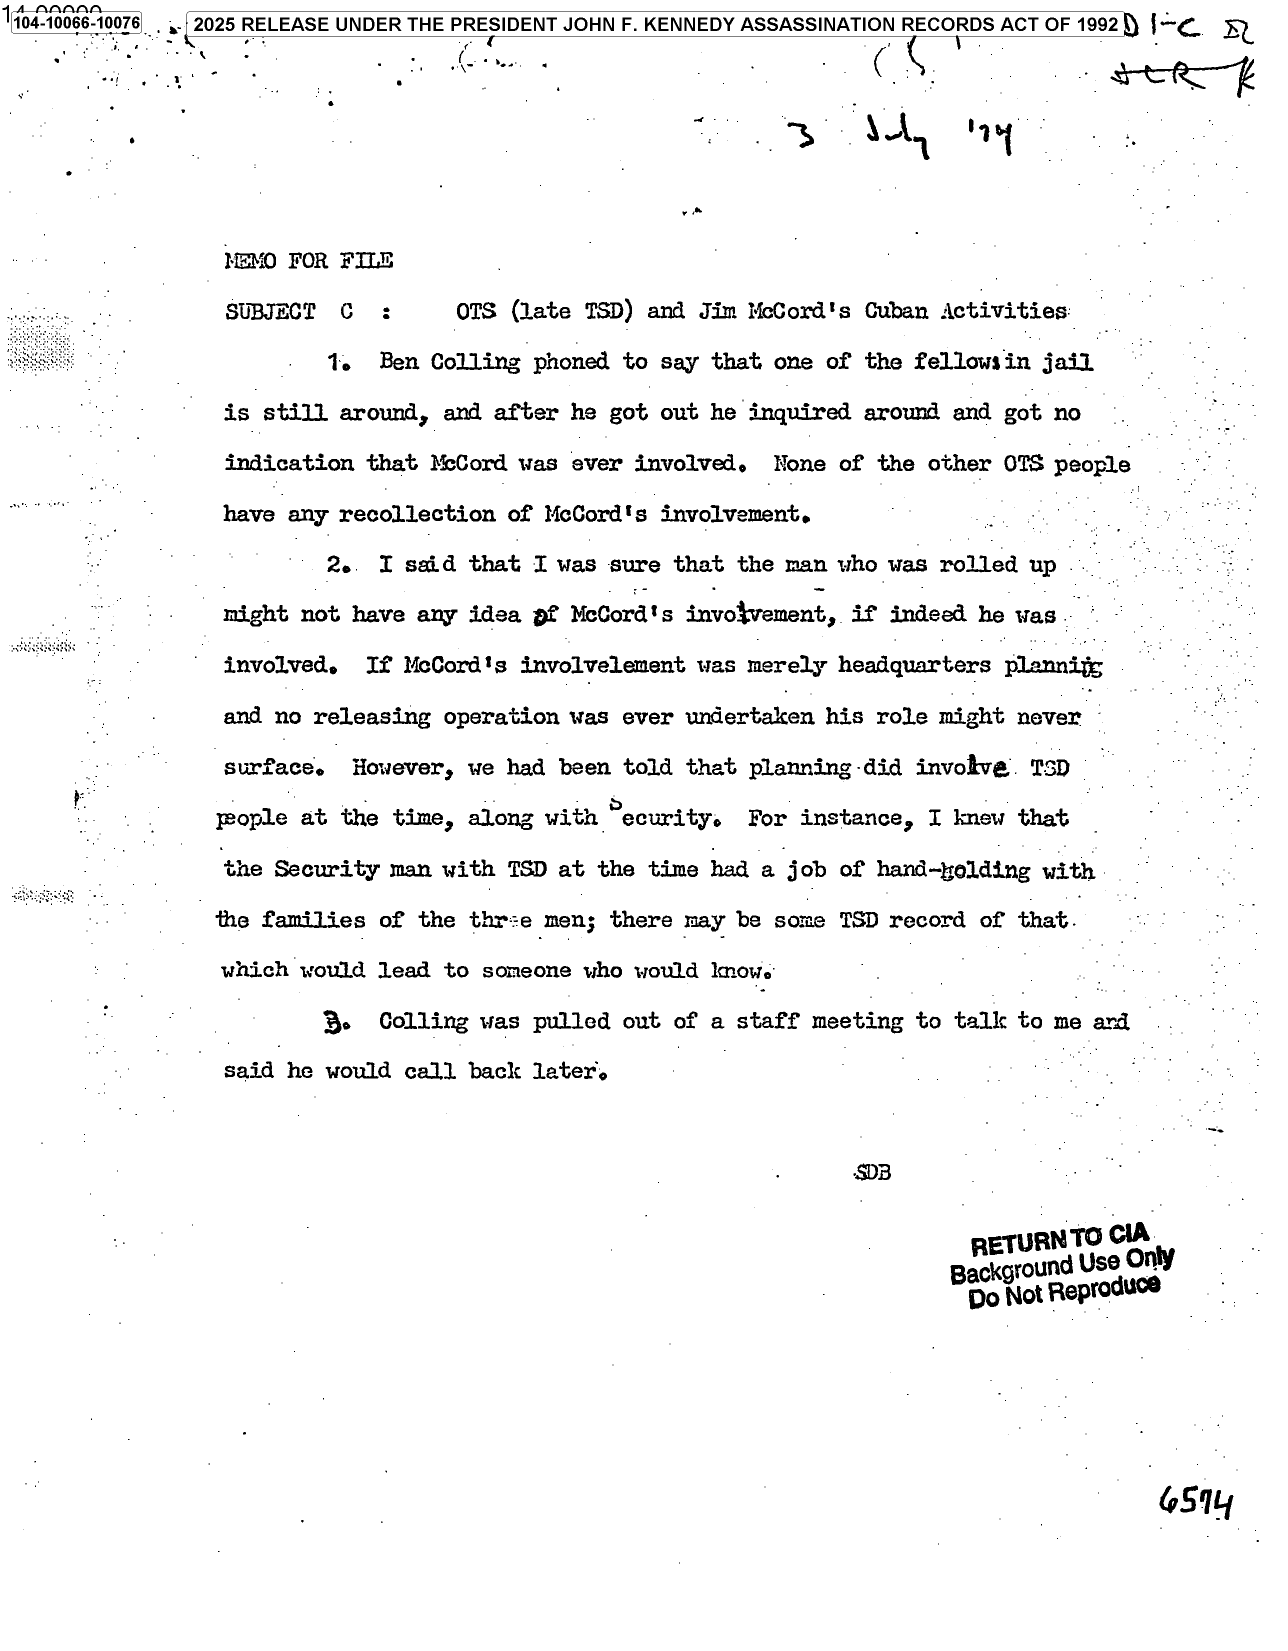 104-10066-10076
2025 RELEASE UNDER THE PRESIDENT JOHN F. KENNEDY ASSASSINATION RECORDS ACT OF 1992
3 July '74
MEMO FOR FILE
SUBJECT C : OTS (late TSD) and Jim McCord's Cuban Activities
1. Ben Colling phoned to say that one of the fellows in jail
is still around, and after he got out he inquired around and got no
indication that McCord was ever involved. None of the other OTS people
have any recollection of McCord's involvement.
2. I said that I was sure that the man who was rolled up
might not have any idea of McCord's involvement, if indeed he was
involved. If McCord's involvelement was merely headquarters planning
and no releasing operation was ever undertaken his role might never
surface. However, we had been told that planning did involve TSD
people at the time, along with Security. For instance, I knew that
the Security man with TSD at the time had a job of hand-holding with
the families of the three men; there may be some TSD record of that
which would lead to someone who would know.
3. Colling was pulled out of a staff meeting to talk to me and
said he would call back later.
SDB
RETURN TO CIA
Background Use Only
Do Not Reproduce
6574